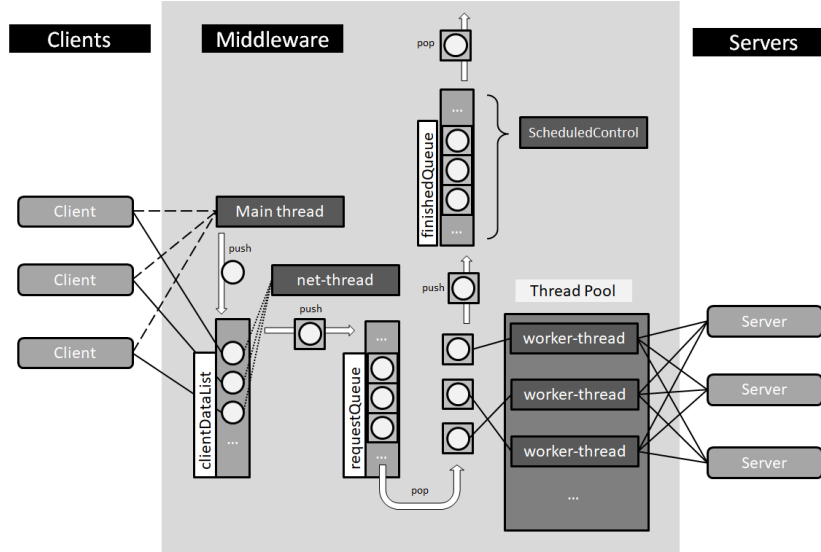 Clients
Middleware
Servers
pop
...
finishedQueue
ScheduledControl
...
Client
Main thread
push
Client
net-thread
push
push
Thread Pool
Client
clientDataList
...
...
requestQueue
...
pop
worker-thread
worker-thread
worker-thread
...
Server
Server
Server